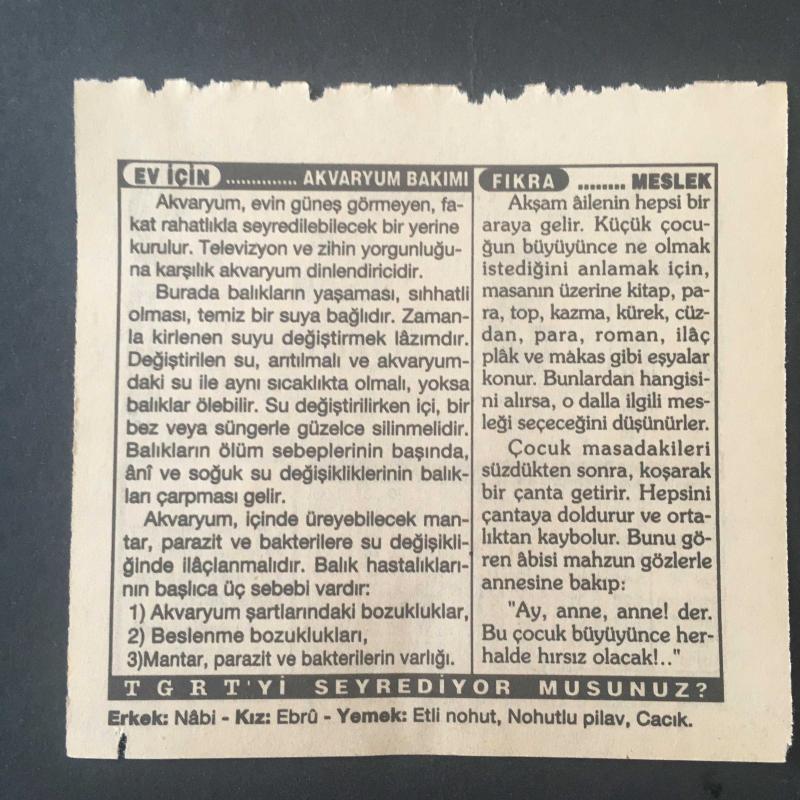 EV İÇİN .............. AKVARYUM BAKIMI
Akvaryum, evin güneş görmeyen, fa-
kat rahatlıkla seyredilebilecek bir yerine
kurulur. Televizyon ve zihin yorgunluğu-
na karşılık akvaryum dinlendiricidir.
Burada balıkların yaşaması, sıhhatli
olması, temiz bir suya bağlıdır. Zaman-
la kirlenen suyu değiştirmek lâzımdır.
Değiştirilen su, arıtılmalı ve akvaryum-
daki su ile aynı sıcaklıkta olmalı, yoksa
balıklar ölebilir. Su değiştirilirken içi, bir
bez veya süngerle güzelce silinmelidir.
Balıkların ölüm sebeplerinin başında,
ânî ve soğuk su değişikliklerinin balık-
ları çarpması gelir.
Akvaryum, içinde üreyebilecek man-
tar, parazit ve bakterilere su değişikli-
ğinde ilâçlanmalıdır. Balık hastalıkları-
nın başlıca üç sebebi vardır:
1) Akvaryum şartlarındaki bozukluklar,
2) Beslenme bozuklukları,
3)Mantar, parazit ve bakterilerin varlığı.
FIKRA ........ MESLEK
Akşam âilenin hepsi bir
araya gelir. Küçük çocu-
ğun büyüyünce ne olmak
istediğini anlamak için,
masanın üzerine kitap, pa-
ra, top, kazma, kürek, cüz-
dan, para, roman, ilâç
plâk ve makas gibi eşyalar
konur. Bunlardan hangisi-
ni alırsa, o dalla ilgili mes-
leği seçeceğini düşünürler.
Çocuk masadakileri
süzdükten sonra, koşarak
bir çanta getirir. Hepsini
çantaya doldurur ve orta-
lıktan kaybolur. Bunu gö-
ren âbisi mahzun gözlerle
annesine bakıp:
"Ay, anne, anne! der.
Bu çocuk büyüyünce her-
halde hırsız olacak!.."
TGRT'Yİ SEYREDİYOR MUSUNUZ?
Erkek: Nâbi - Kız: Ebrû - Yemek: Etli nohut, Nohutlu pilav, Cacık.